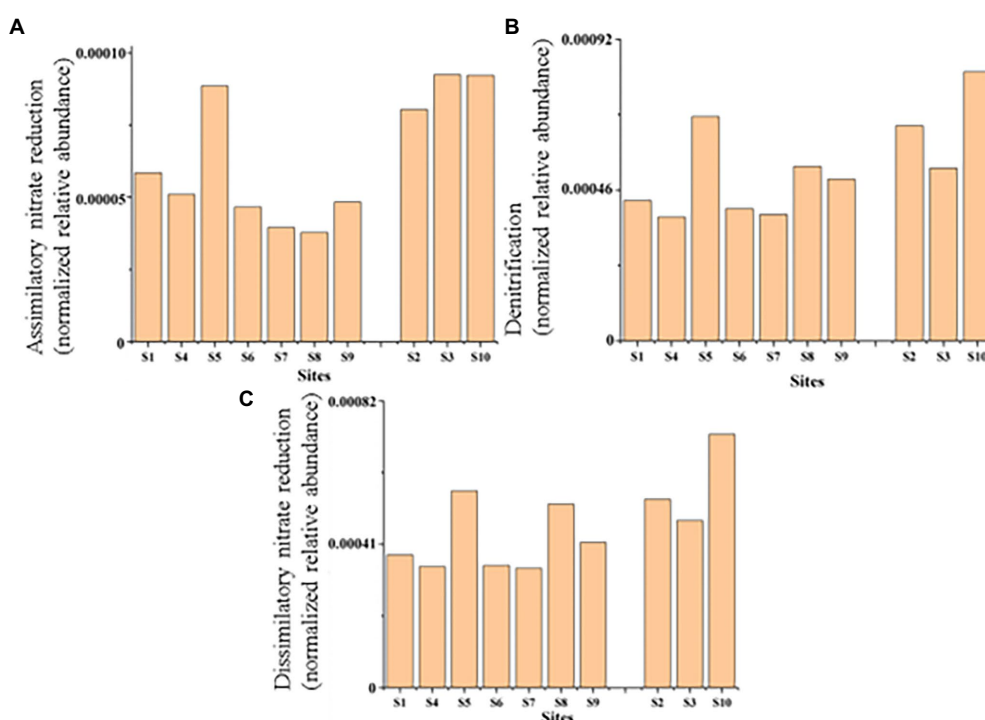 A
Assimilatory nitrate reduction
(normalized relative abundance)
0.00010
0.00005
0
S1 S4 S5 S6 S7 S8 S9 S2 S3 S10
Sites
B
Denitrification
(normalized relative abundance)
0.00092
0.00046
0
S1 S4 S5 S6 S7 S8 S9 S2 S3 S10
Sites
C
Dissimilatory nitrate reduction
(normalized relative abundance)
0.00082
0.00041
0
S1 S4 S5 S6 S7 S8 S9 S2 S3 S10
Sites